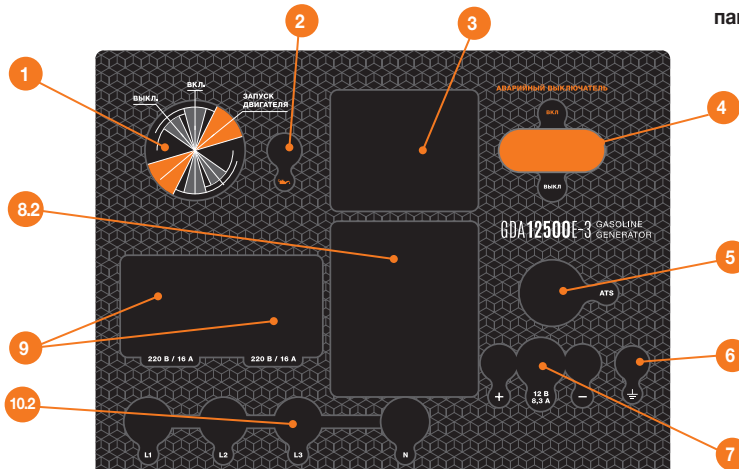 пан
2
3
1
ВЫКЛ.
ВКЛ.
ЗАПУСК
ДВИГАТЕЛЯ
АВАРИЙНЫЙ ВЫКЛЮЧАТЕЛЬ
ВКЛ
4
ВЫКЛ
8.2
GDA12500E-3 GASOLINE
GENERATOR
5
ATS
9
220 В / 16 А
220 В / 16 А
6
+
12 В
8,3 А
−
10.2
L1
L2
L3
N
7